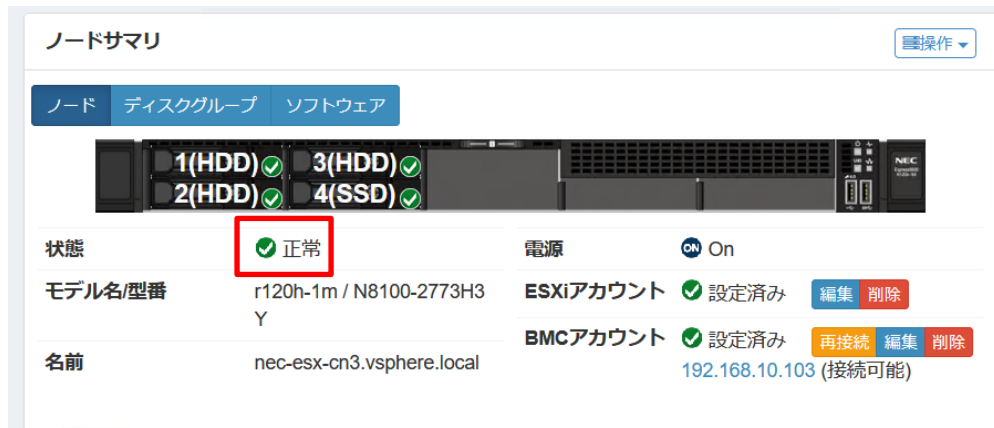 ノードサマリ
操作
ノード ディスクグループ ソフトウェア
1(HDD) 3(HDD)
2(HDD) 4(SSD)
NEC
状態 正常 電源 ON On
モデル名/型番 r120h-1m / N8100-2773H3
Y
ESXiアカウント 設定済み 編集 削除
BMCアカウント 設定済み 再接続 編集 削除
192.168.10.103 (接続可能)
名前 nec-esx-cn3.vsphere.local